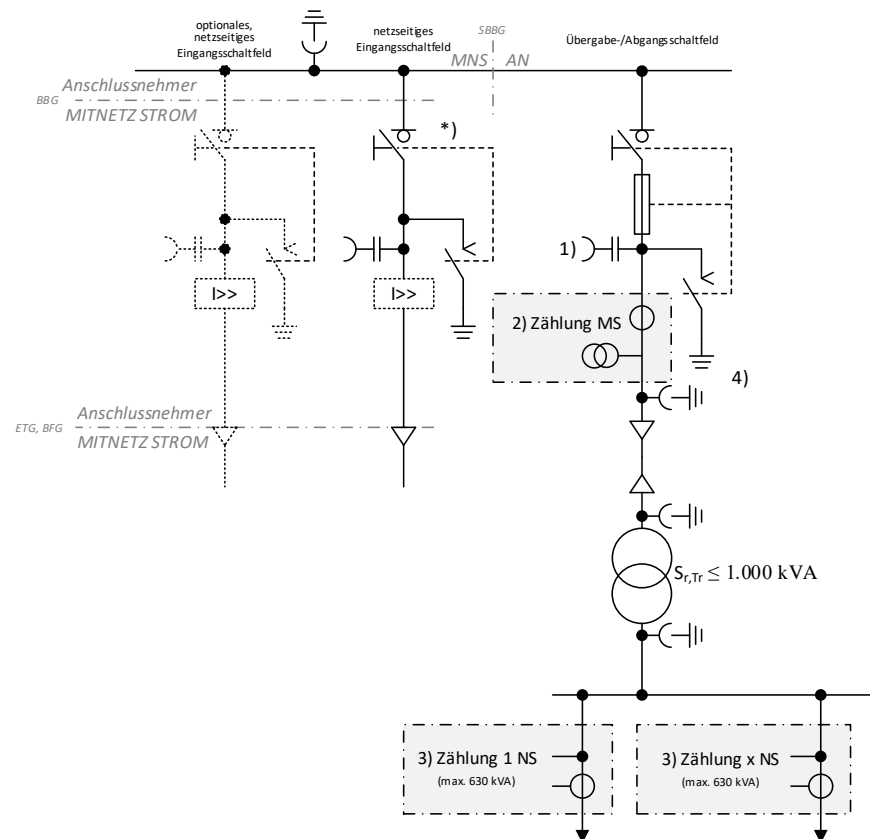 optionales,
netzseitiges
Eingangsschaltfeld
netzseitiges
Eingangsschaltfeld
SBBG
MNS AN
Übergabe-/Abgangsschaltfeld
BBG
Anschlussnehmer
MITNETZ STROM
*)
1)
I>>
I>>
2) Zählung MS
4)
ETG, BFG
Anschlussnehmer
MITNETZ STROM
Sr,Tr ≤ 1.000 kVA
3) Zählung 1 NS
(max. 630 kVA)
3) Zählung x NS
(max. 630 kVA)